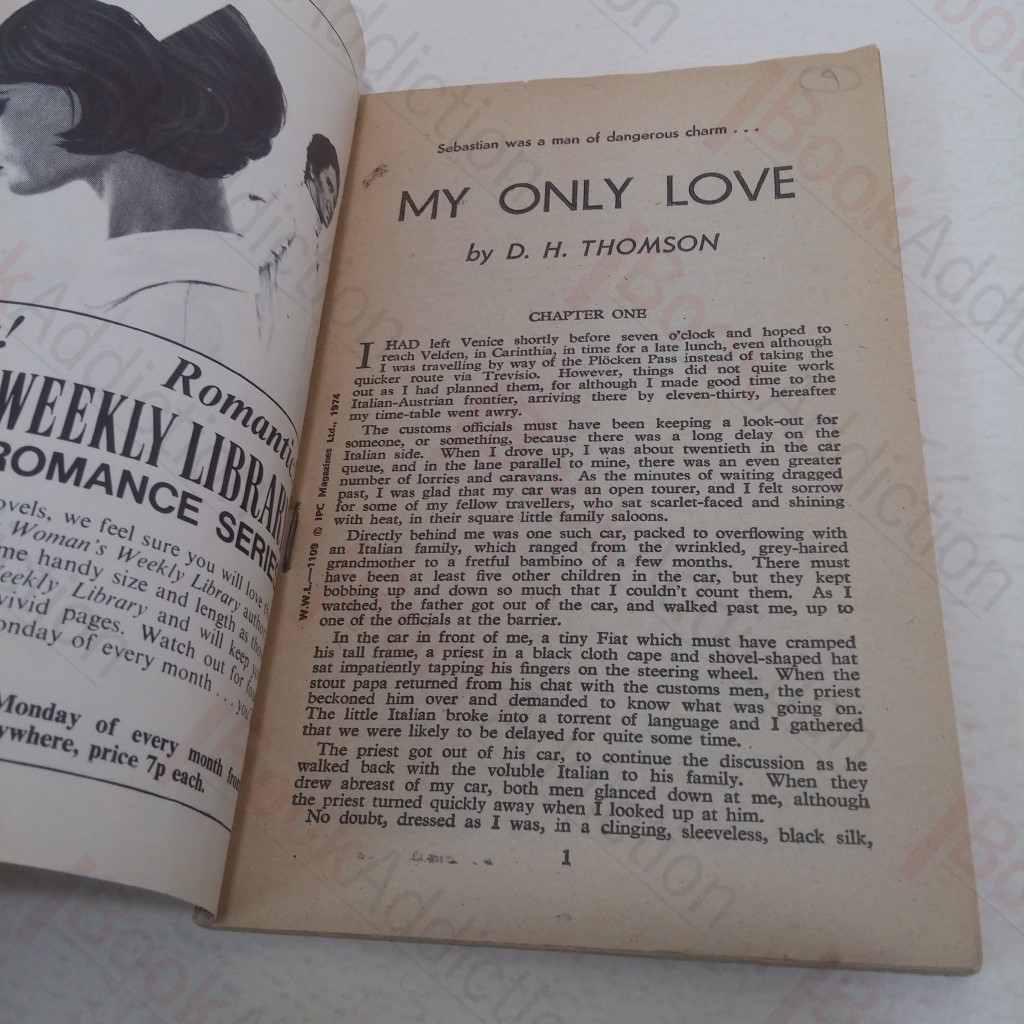 !
Romantic
WEEKLY LIBRARY
ROMANCE SERIE
ovels, we feel sure you will love
Woman's Weekly Library autho
me handy size and length as tho
Weekly Library and will keep yo
vivid pages. Watch out for fo
onday of every month . . . you
Monday of every month from
ywhere, price 7p each.
9
Sebastian was a man of dangerous charm . . .
MY ONLY LOVE
by D. H. THOMSON
CHAPTER ONE
I HAD left Venice shortly before seven o'clock and hoped to
reach Velden, in Carinthia, in time for a late lunch, even although
I was travelling by way of the Plöcken Pass instead of taking the
quicker route via Trevisio. However, things did not quite work
out as I had planned them, for although I made good time to the
Italian-Austrian frontier, arriving there by eleven-thirty, hereafter
my time-table went awry.
The customs officials must have been keeping a look-out for
someone, or something, because there was a long delay on the
Italian side. When I drove up, I was about twentieth in the car
queue, and in the lane parallel to mine, there was an even greater
number of lorries and caravans. As the minutes of waiting dragged
past, I was glad that my car was an open tourer, and I felt sorrow
for some of my fellow travellers, who sat scarlet-faced and shining
with heat, in their square little family saloons.
Directly behind me was one such car, packed to overflowing with
an Italian family, which ranged from the wrinkled, grey-haired
grandmother to a fretful bambino of a few months. There must
have been at least five other children in the car, but they kept
bobbing up and down so much that I couldn't count them. As I
watched, the father got out of the car, and walked past me, up to
one of the officials at the barrier.
In the car in front of me, a tiny Fiat which must have cramped
his tall frame, a priest in a black cloth cape and shovel-shaped hat
sat impatiently tapping his fingers on the steering wheel. When the
stout papa returned from his chat with the customs men, the priest
beckoned him over and demanded to know what was going on.
The little Italian broke into a torrent of language and I gathered
that we were likely to be delayed for quite some time.
The priest got out of his car, to continue the discussion as he
walked back with the voluble Italian to his family. When they
drew abreast of my car, both men glanced down at me, although
the priest turned quickly away when I looked up at him.
No doubt, dressed as I was, in a clinging, sleeveless, black silk,
1
W.W.L.—1109 © IPC Magazines Ltd., 1974
BookAddiction